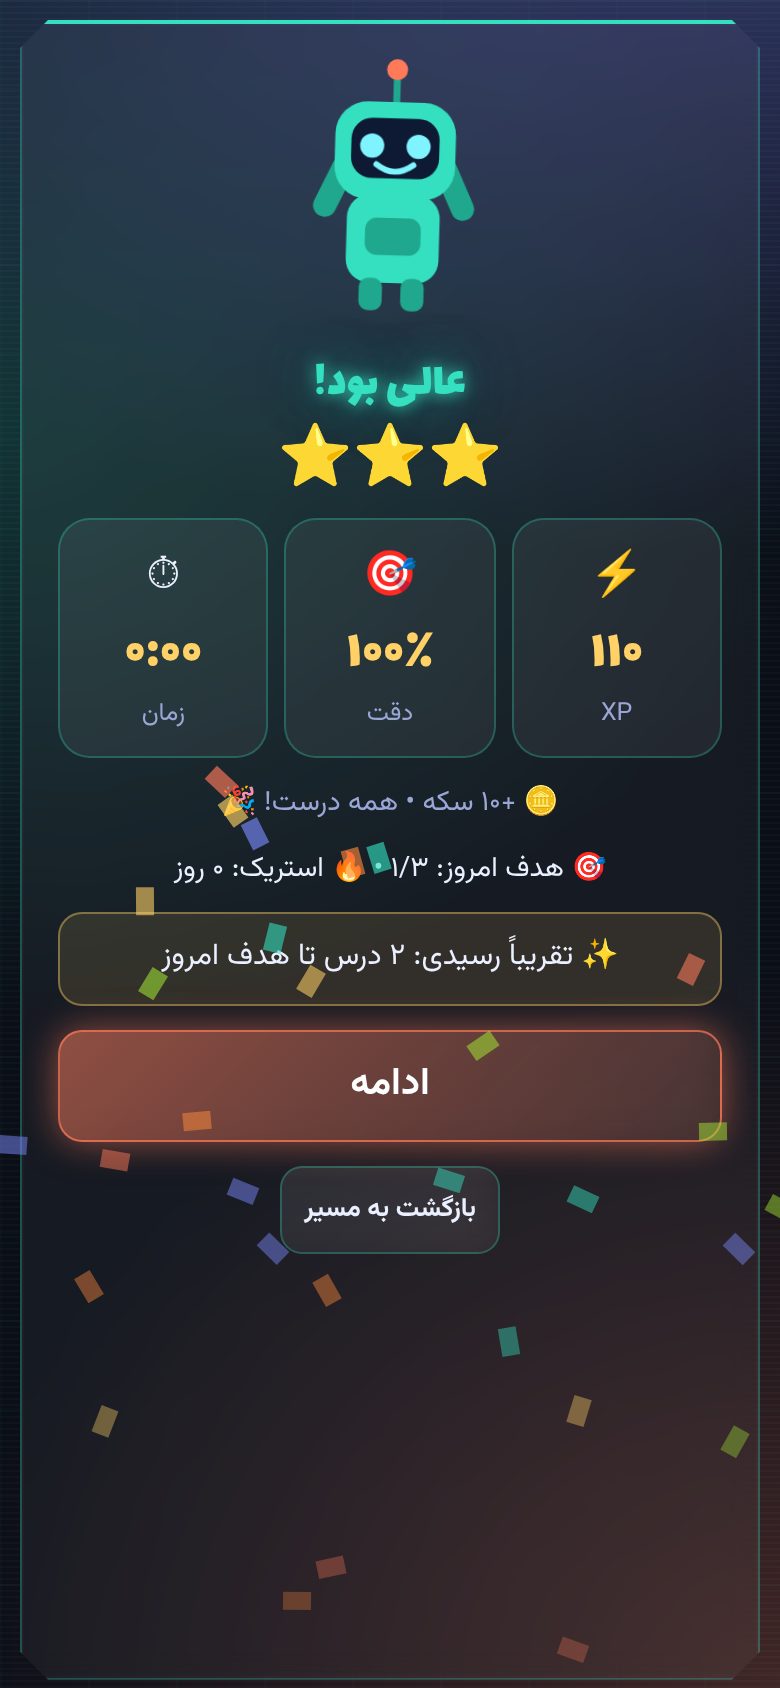 عالی بود!
۱۱۰
XP
۱۰۰٪
دقت
۰:۰۰
زمان
+۱۰ سکه • همه درست!
هدف امروز: ۱/۳ • استریک: ۰ روز
تقریباً رسیدی: ۲ درس تا هدف امروز
ادامه
بازگشت به مسیر